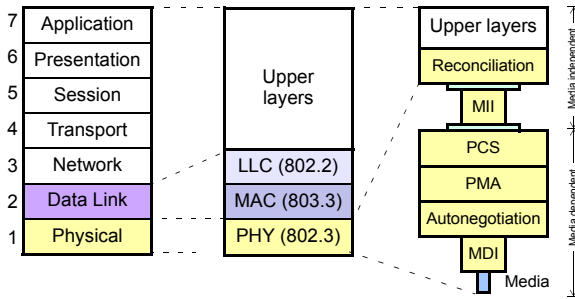 7 Application
6 Presentation
5 Session
4 Transport
3 Network
2 Data Link
1 Physical
Upper
layers
LLC (802.2)
MAC (803.3)
PHY (802.3)
Upper layers
Reconciliation
MII
PCS
PMA
Autonegotiation
MDI
Media
Media independent
Media dependent